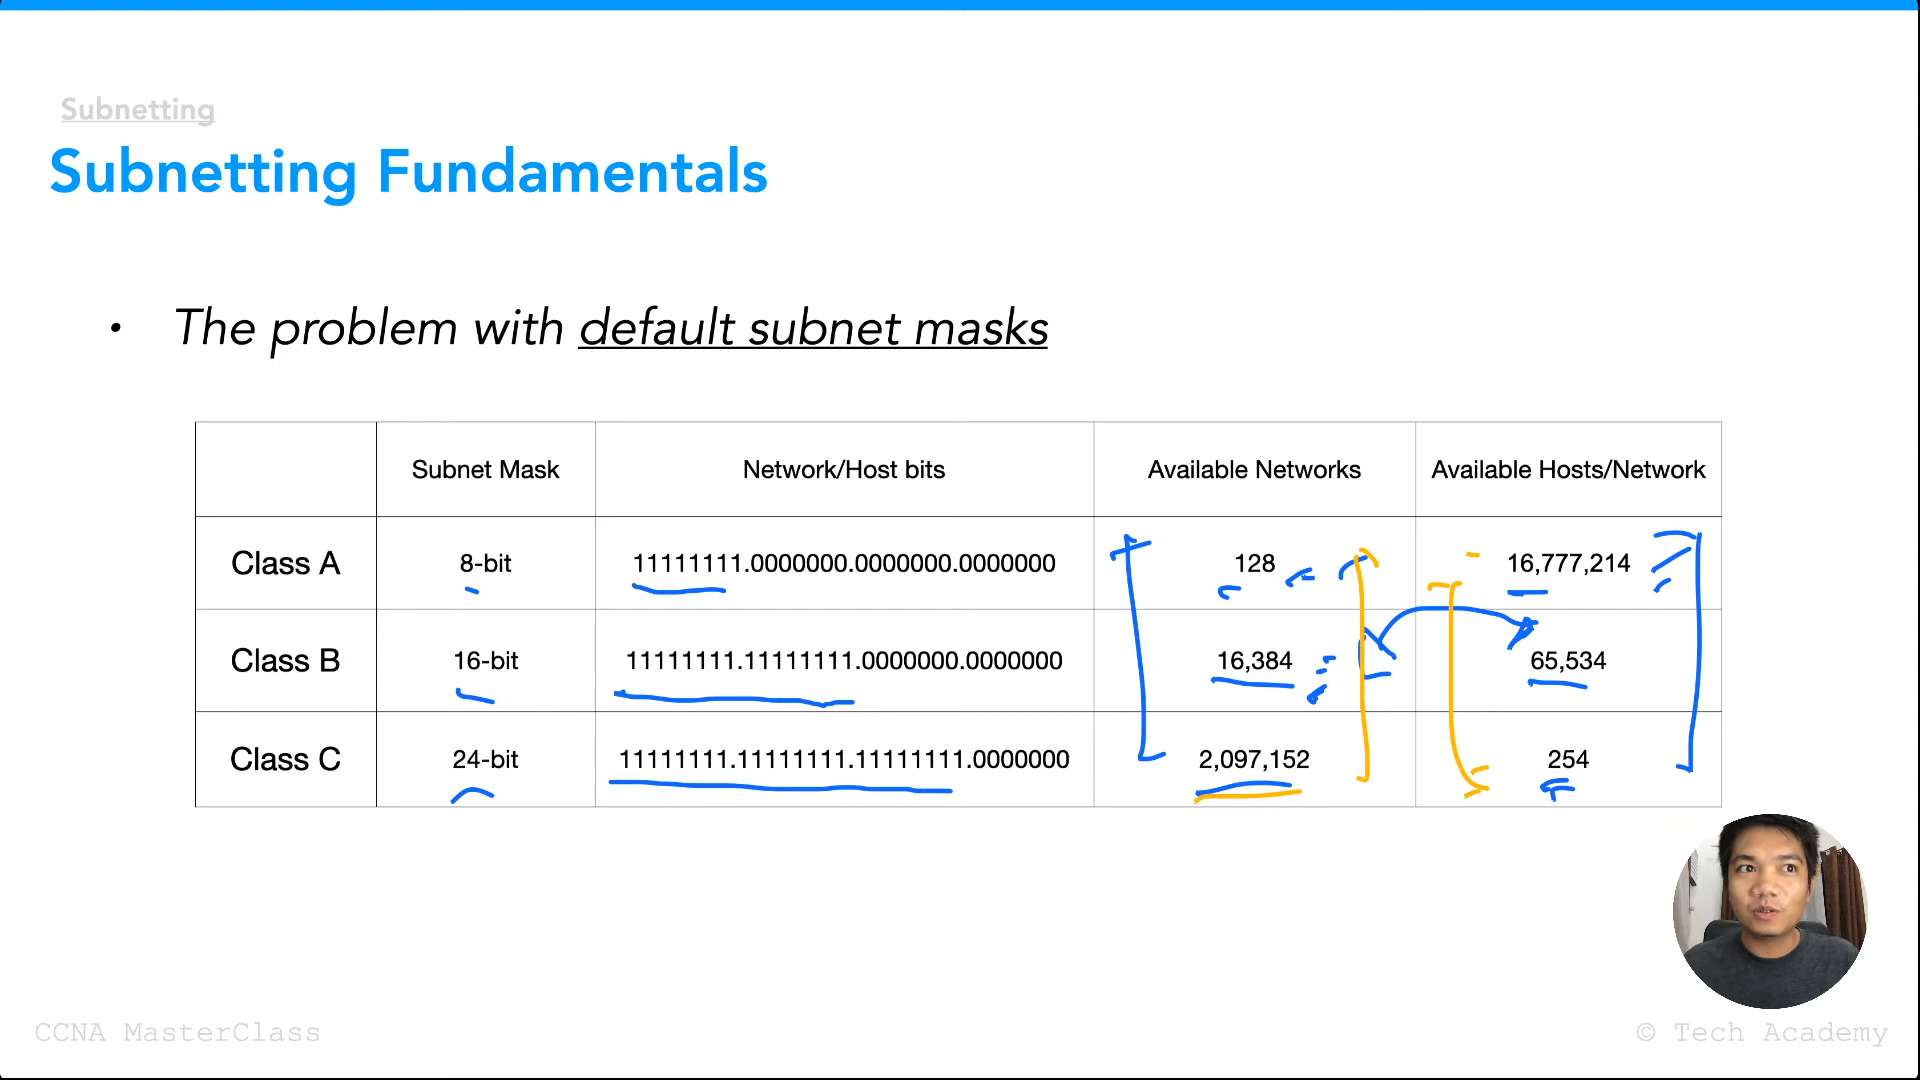 Subnetting
Subnetting Fundamentals
• The problem with default subnet masks
Subnet Mask Network/Host bits Available Networks Available Hosts/Network
Class A 8-bit 11111111.0000000.0000000.0000000 128 16,777,214
Class B 16-bit 11111111.11111111.0000000.0000000 16,384 65,534
Class C 24-bit 11111111.11111111.11111111.0000000 2,097,152 254
CCNA MasterClass © Tech Academy